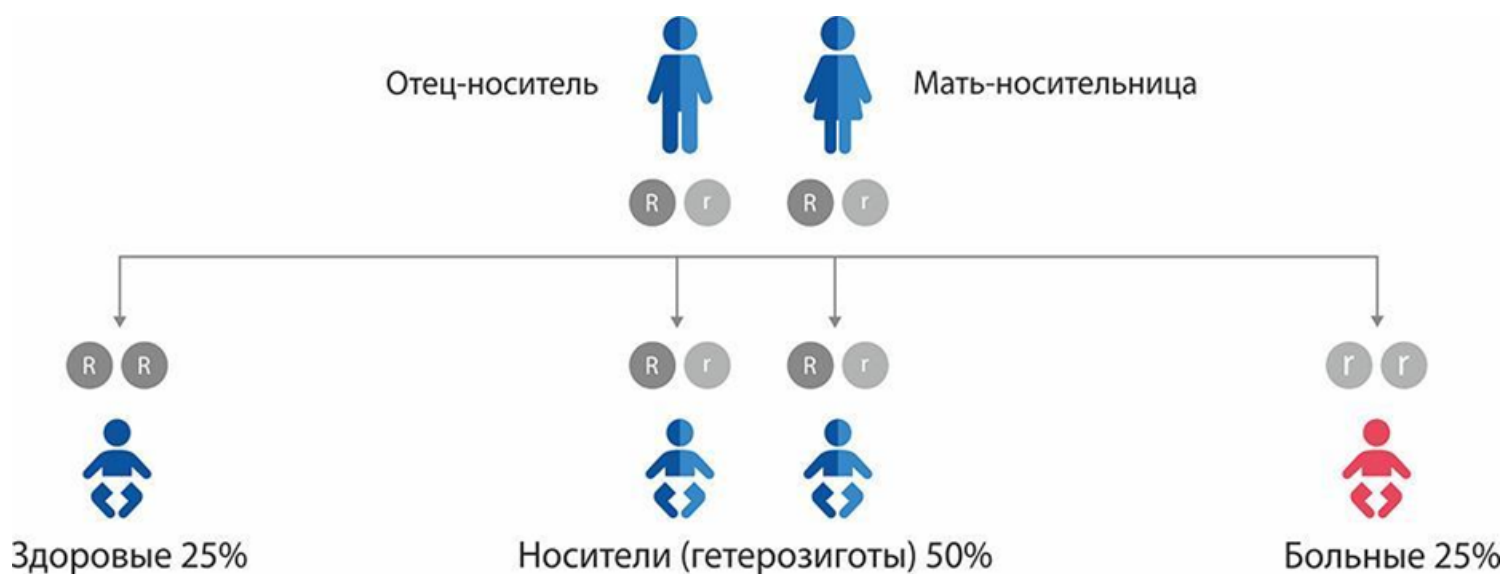 Отец-носитель Мать-носительница
R r R r
R R R r R r r r
Здоровые 25% Носители (гетерозиготы) 50% Больные 25%